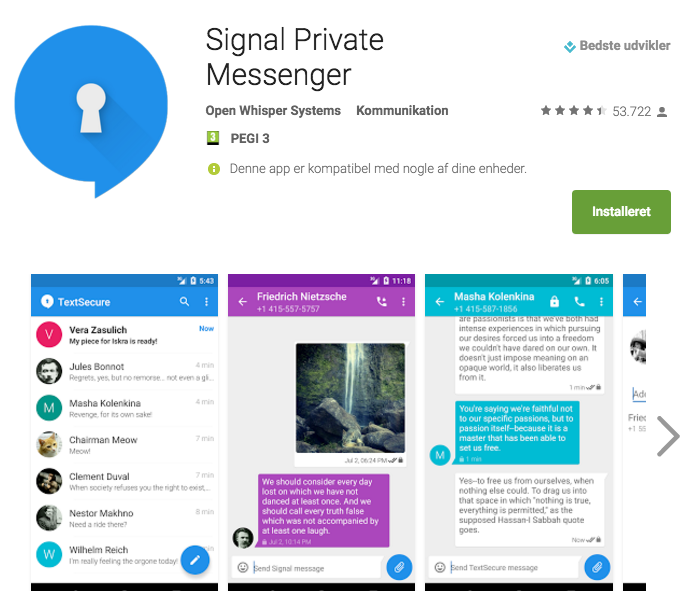 Signal Private
Messenger
Bedste udvikler
Open Whisper Systems Kommunikation
53.722
3 PEGI 3
Denne app er kompatibel med nogle af dine enheder.
Installeret
5:43
TextSecure
Vera Zasulich Now
My piece for Iskra is ready!
Jules Bonnot 4 min
Regrets, yes, but no remorse... not even a gli...
Masha Kolenkina 4 min
Revenge, for its own sake!
Chairman Meow 7 min
Meow!
Clement Duval 7 min
When society refuses you the right to exist,...
Nestor Makhno 8 min
Need a ride there?
W Wilhelm Reich
I'm really feeling the orgone today!
V
M
11:18
Friedrich Nietzsche
+1 415-557-5757
Jul 2, 06:24 PM
We should consider every day
lost on which we have not
danced at least once. And we
should call every truth false
which was not accompanied by
at least one laugh.
Jul 2, 10:14 PM
Send Signal message
6:05
Masha Kolenkina
+1 415-587-1856
are passionists is that we've both had
intense experiences in which pursuing
our desires forced us into a freedom
we couldn't have dared on our own. It
doesn't just impose meaning on an
opaque world, it also liberates us
from it.
1 min
You're saying we're faithful not
to our specific passions, but to
passion itself–because it is a
master that has been able to
set us free.
M
1 min
Yes–to free us from ourselves, when
nothing else could. To drag us into
that space in which "nothing is true,
everything is permitted," as the
supposed Hassan-I Sabbah quote
goes.
Now
Send TextSecure message
Add
Fried
+1 55